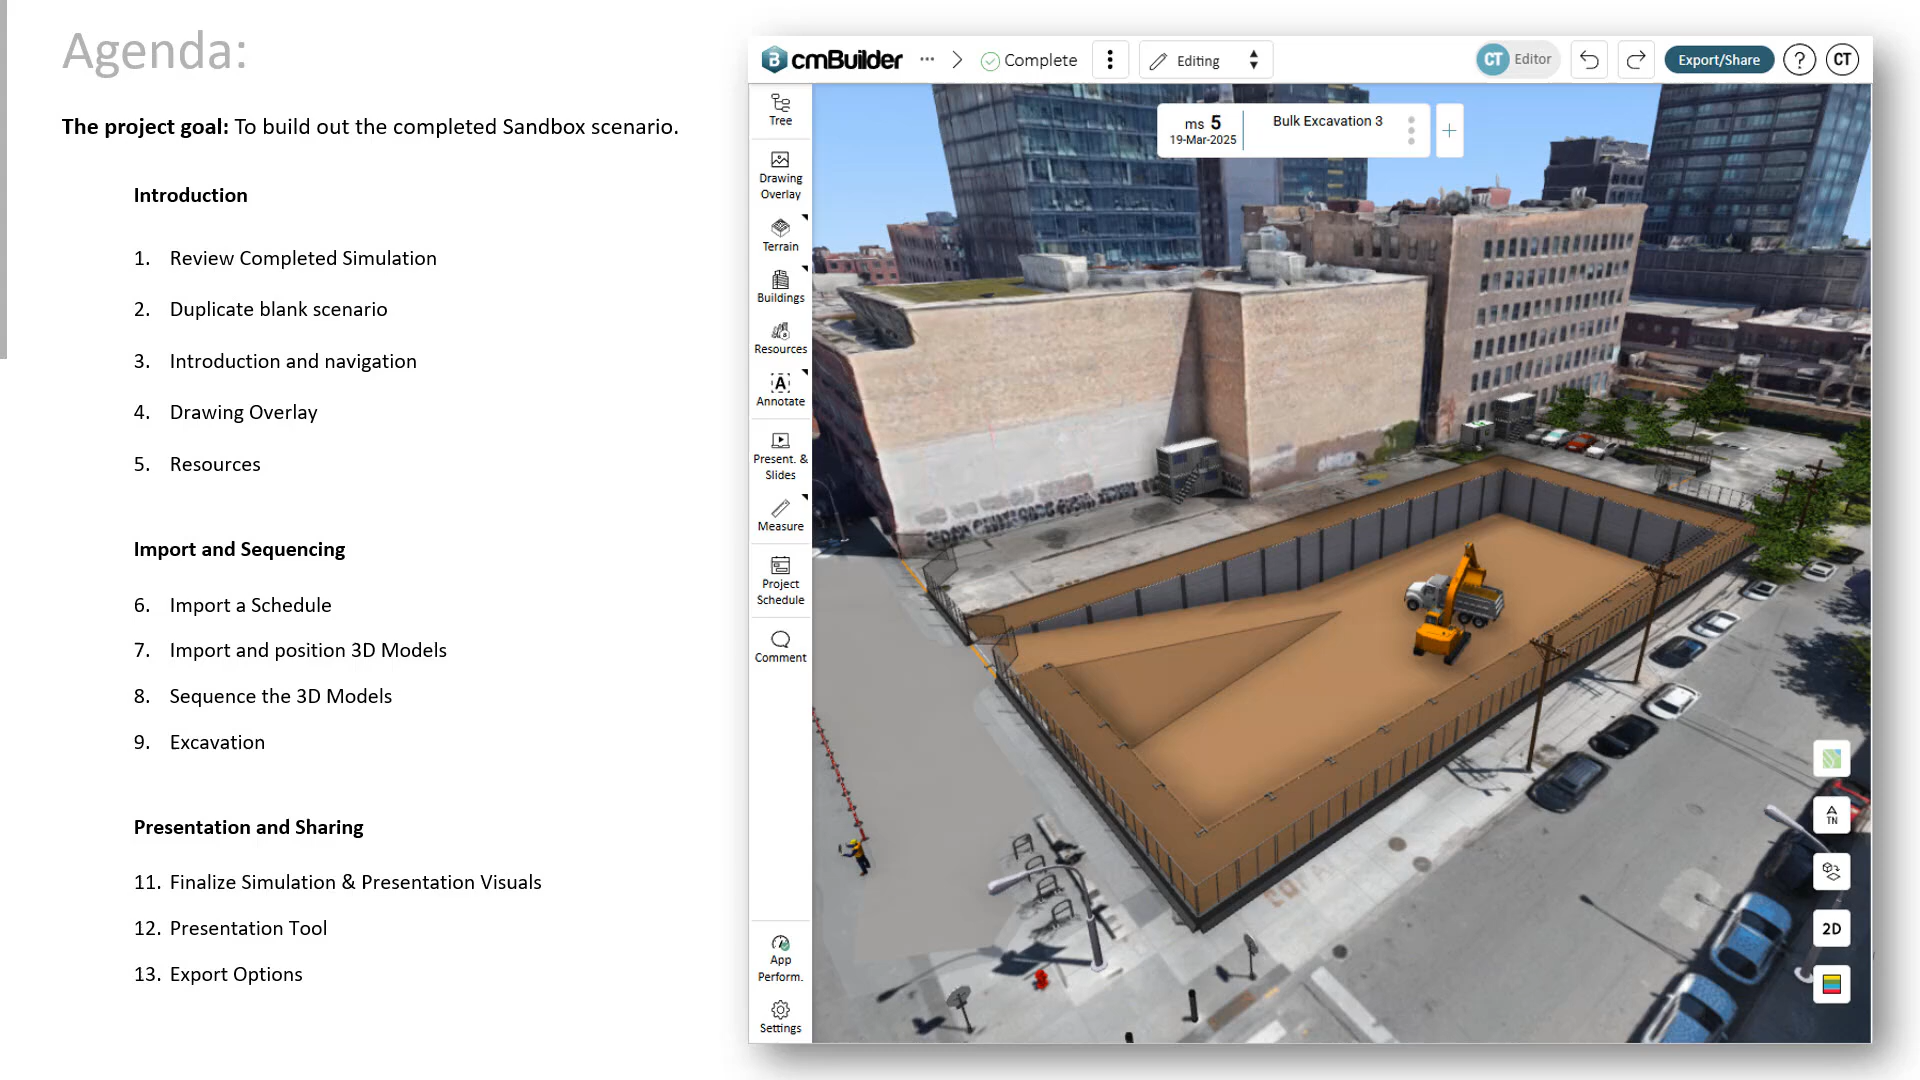 Agenda:
The project goal: To build out the completed Sandbox scenario.
Introduction
1. Review Completed Simulation
2. Duplicate blank scenario
3. Introduction and navigation
4. Drawing Overlay
5. Resources
Import and Sequencing
6. Import a Schedule
7. Import and position 3D Models
8. Sequence the 3D Models
9. Excavation
Presentation and Sharing
11. Finalize Simulation & Presentation Visuals
12. Presentation Tool
13. Export Options
B cmBuilder ... > Complete Editing CT Editor Export/Share ? CT
Tree
Drawing
Overlay
Terrain
Buildings
Resources
A
Annotate
Present. &
Slides
Measure
Project
Schedule
Comment
App
Perform.
Settings
ms 5 Bulk Excavation 3 +
19-Mar-2025
A
TN
2D